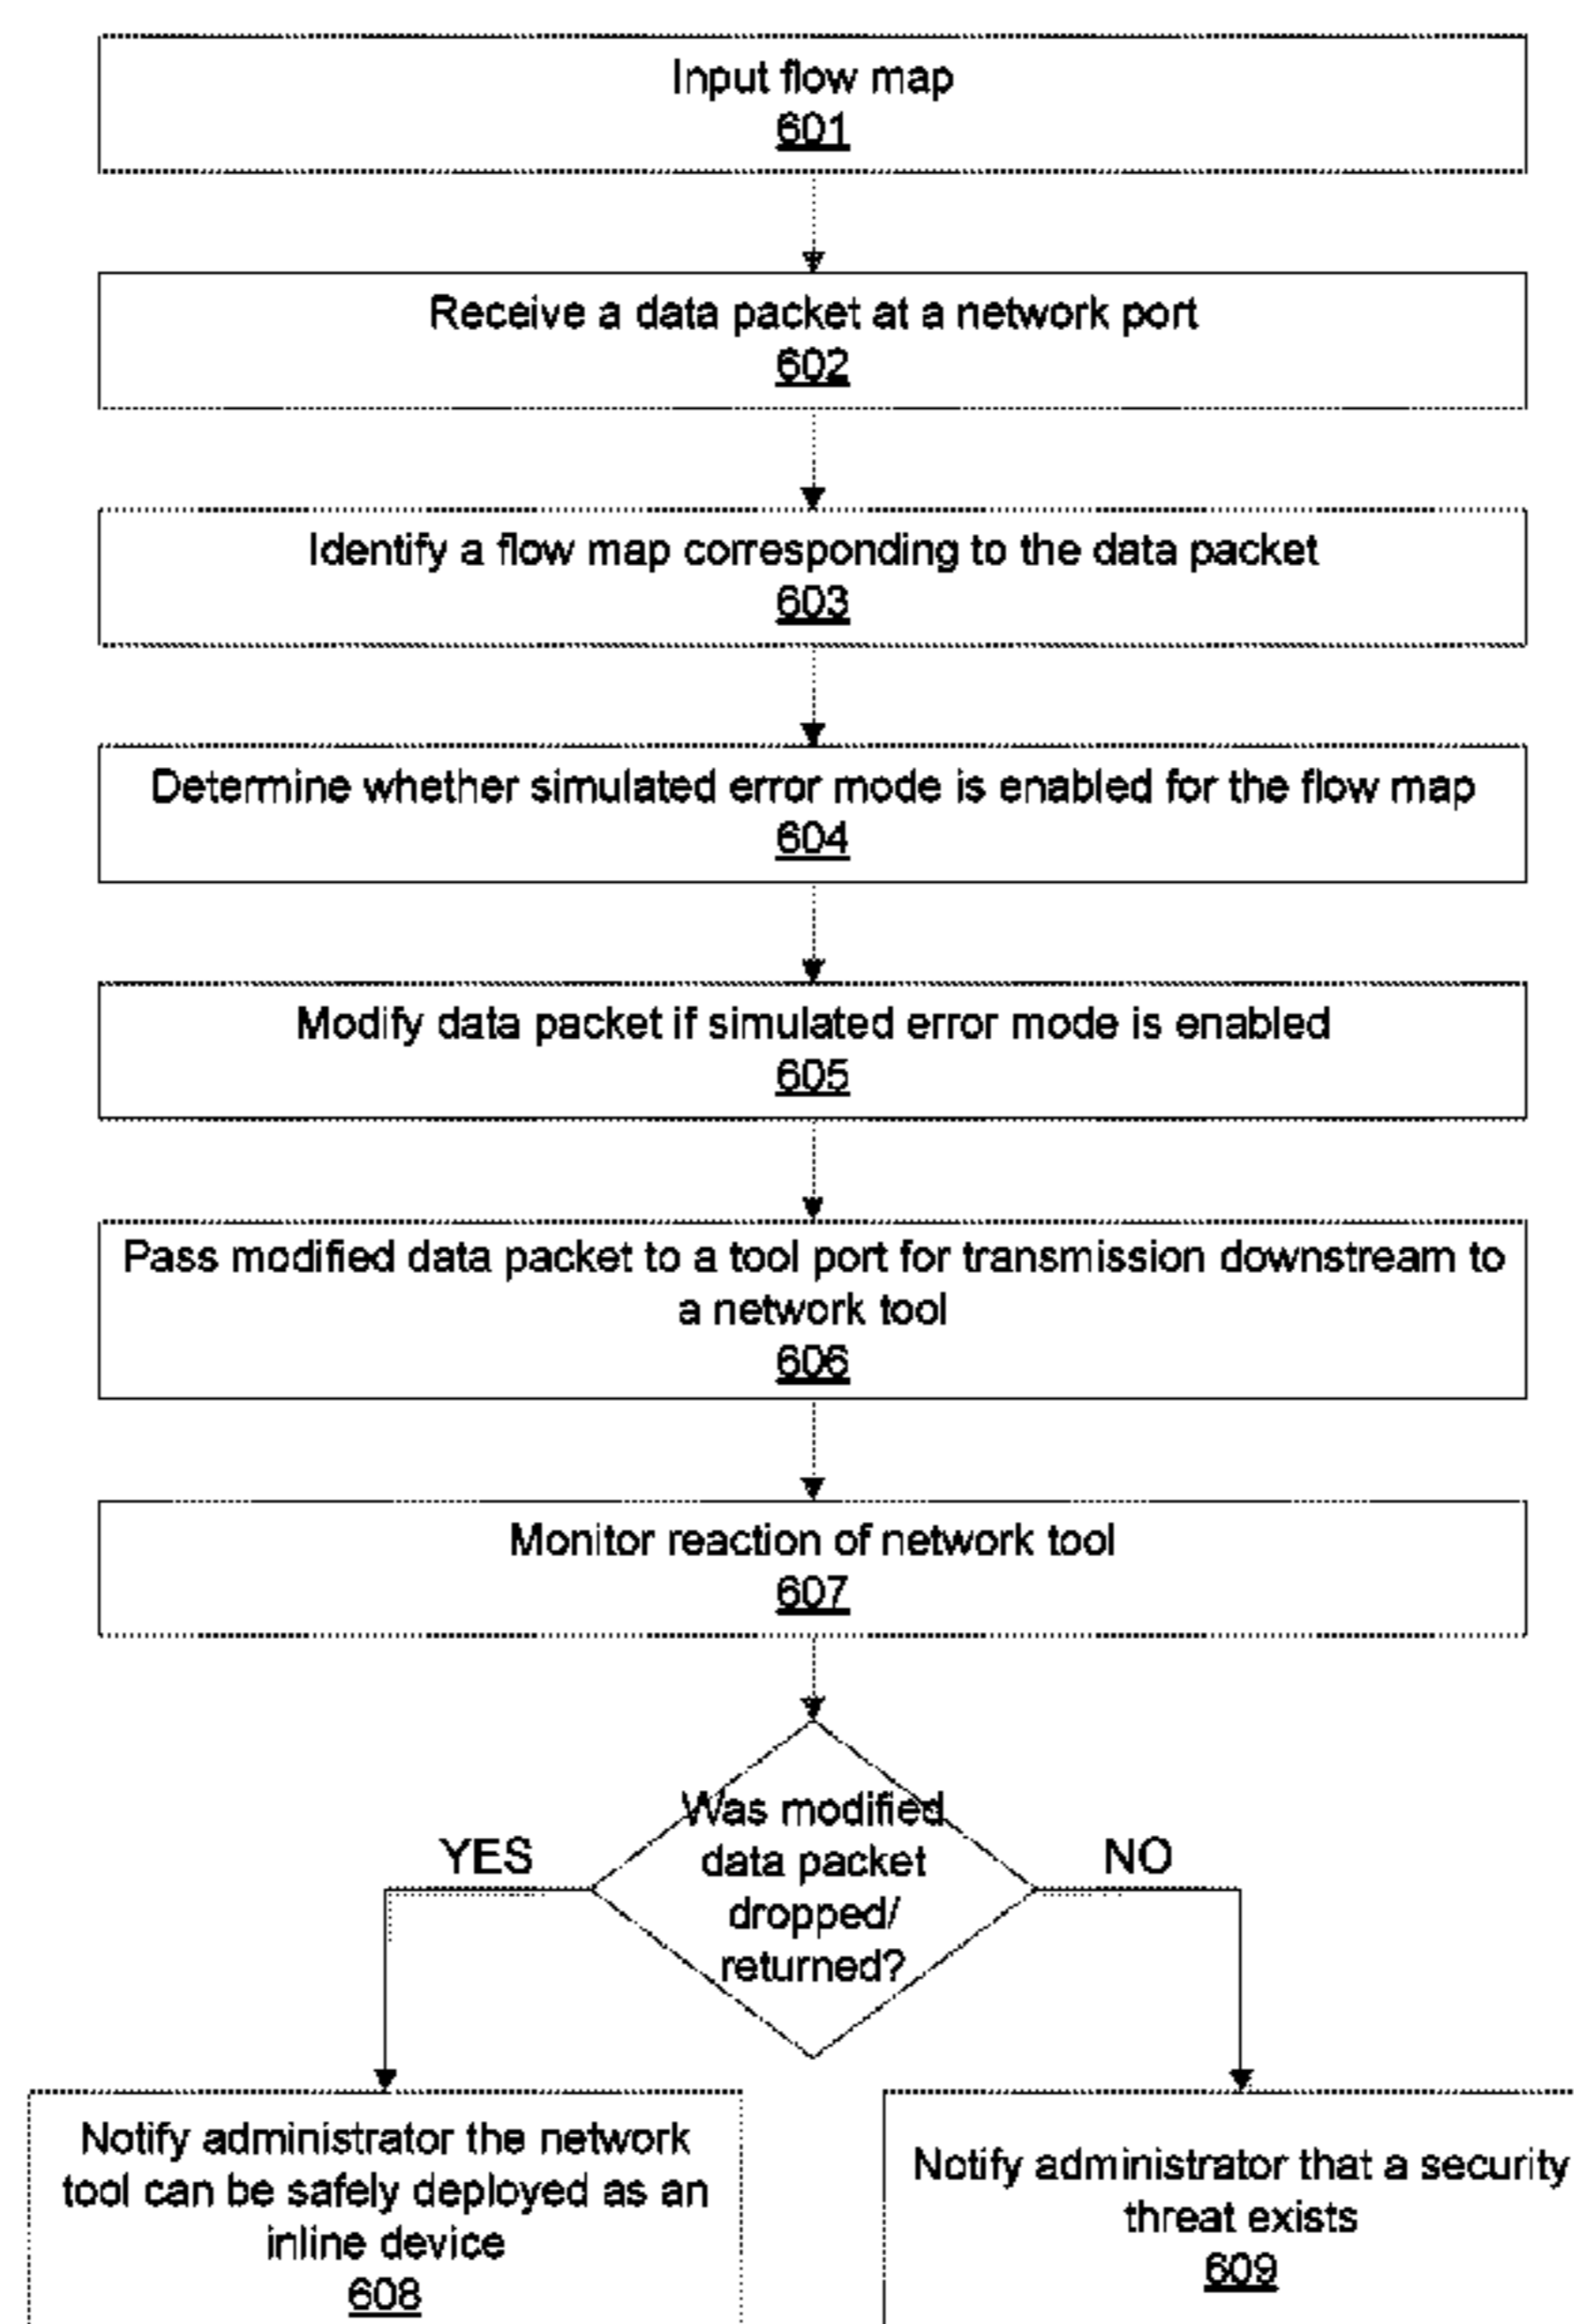 Input flow map
601
Receive a data packet at a network port
602
Identify a flow map corresponding to the data packet
603
Determine whether simulated error mode is enabled for the flow map
604
Modify data packet if simulated error mode is enabled
605
Pass modified data packet to a tool port for transmission downstream to
a network tool
606
Monitor reaction of network tool
607
Was modified
data packet
dropped/
returned?
YES
NO
Notify administrator the network
tool can be safely deployed as an
inline device
608
Notify administrator that a security
threat exists
609